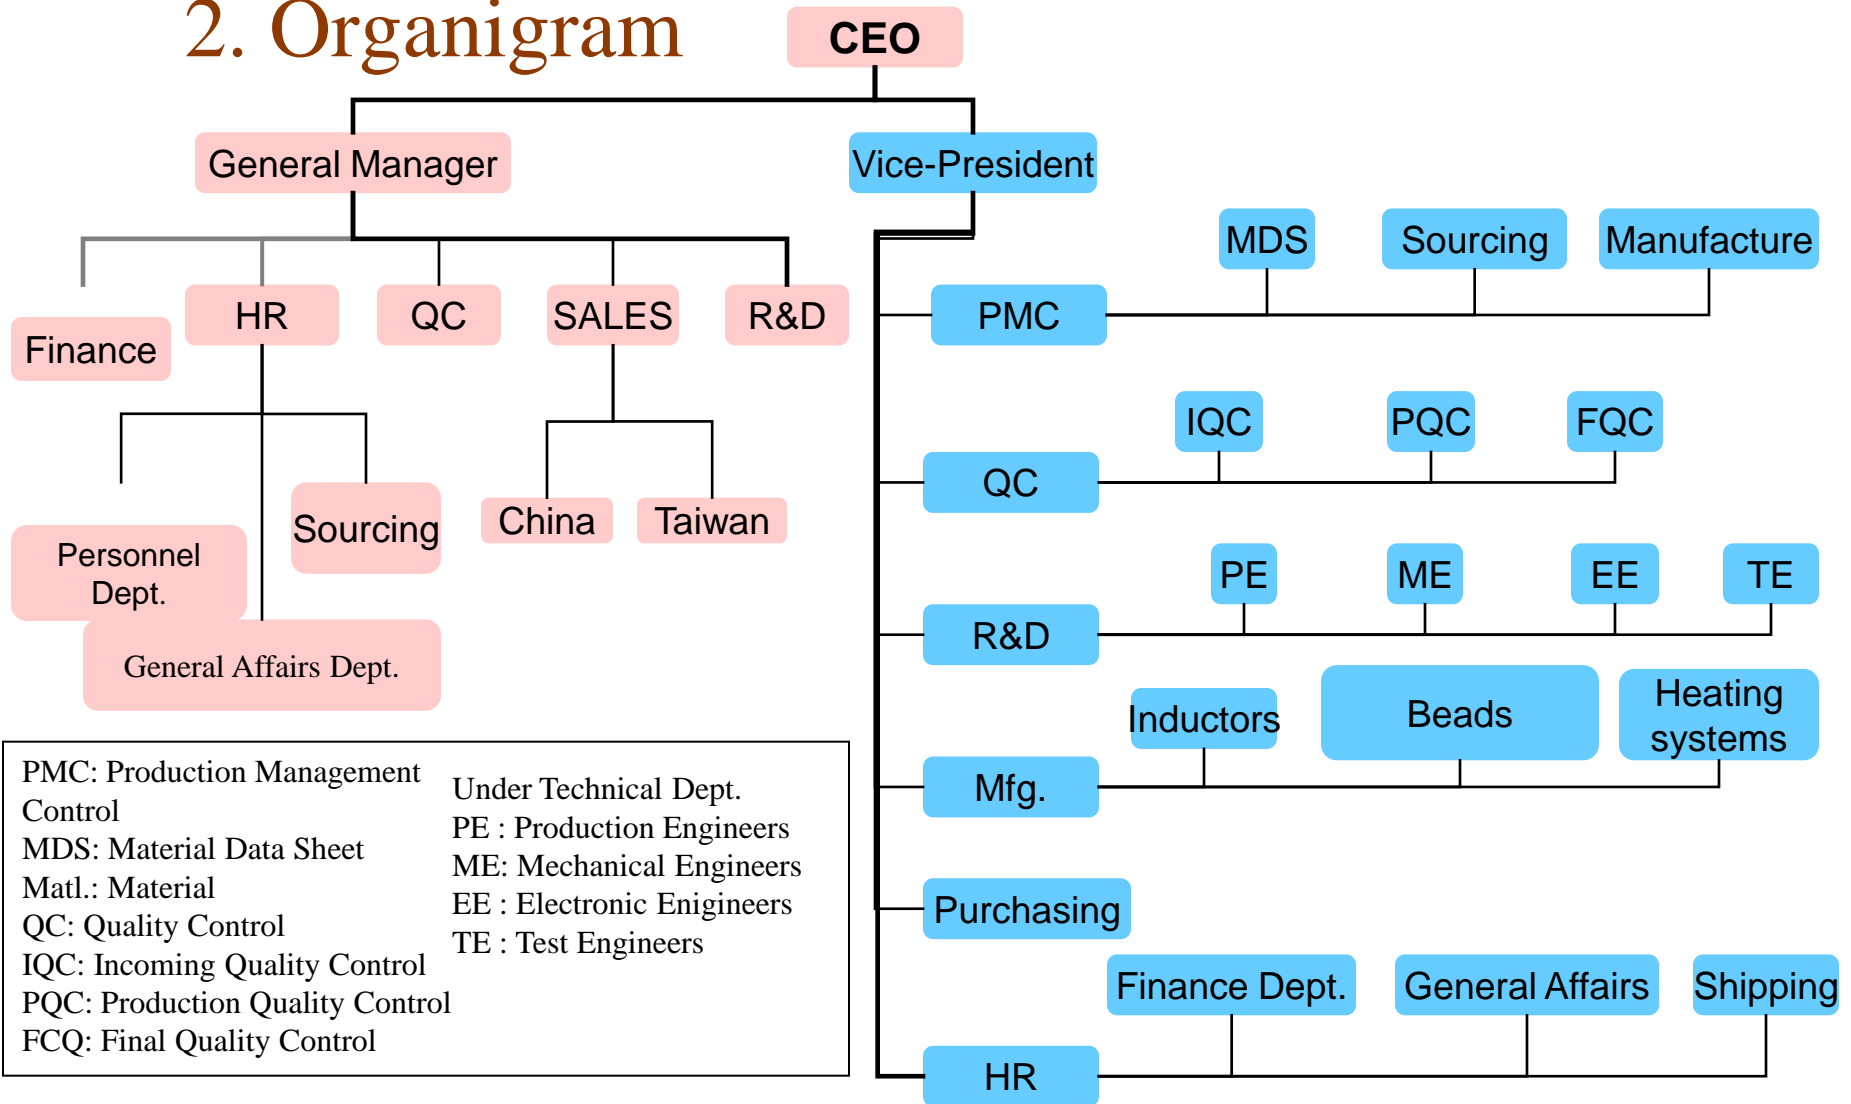 2. Organigram
CEO
General Manager
Vice-President
MDS
Sourcing
Manufacture
Finance
HR
QC
SALES
R&D
PMC
IQC
PQC
FQC
QC
Personnel
Dept.
Sourcing
China
Taiwan
General Affairs Dept.
PE
ME
EE
TE
R&D
Inductors
Beads
Heating
systems
Mfg.
Purchasing
Finance Dept.
General Affairs
Shipping
HR
PMC: Production Management
Control
MDS: Material Data Sheet
Matl.: Material
QC: Quality Control
IQC: Incoming Quality Control
PQC: Production Quality Control
FCQ: Final Quality Control
Under Technical Dept.
PE : Production Engineers
ME: Mechanical Engineers
EE : Electronic Enigineers
TE : Test Engineers